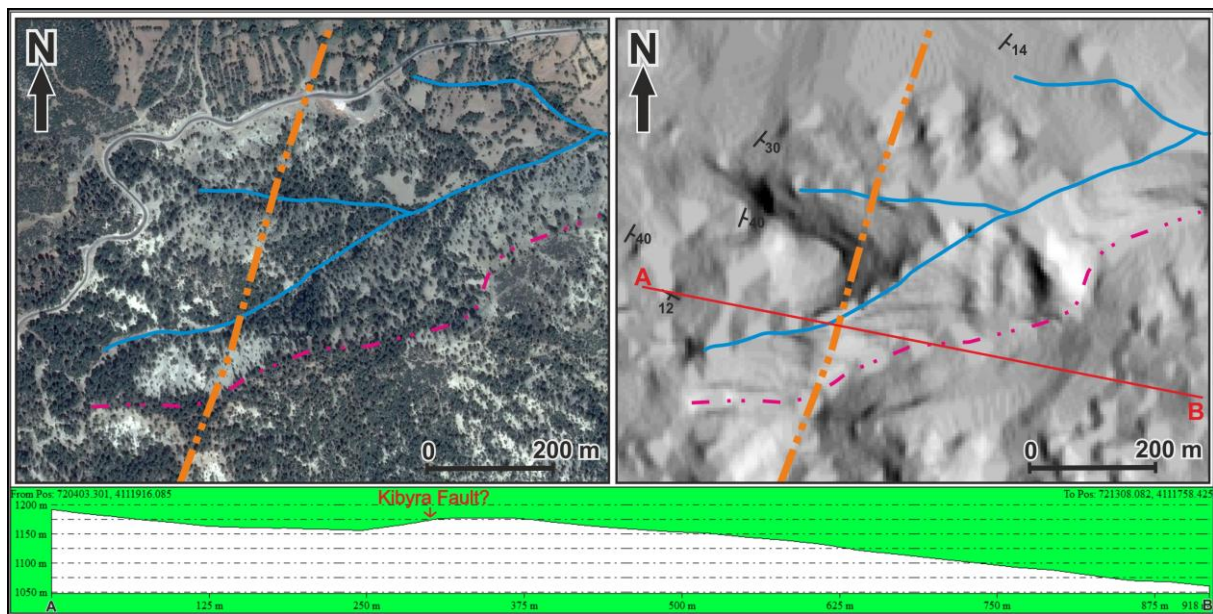 N
0 200 m
N
14
30
40
40
A
12
B
0 200 m
From Pos: 720403.301, 4111916.085
Kibyra Fault?
To Pos: 721308.082, 4111758.425
1200 m
1150 m
1100 m
1050 m
A
125 m
250 m
375 m
500 m
625 m
750 m
875 m
918 m
B